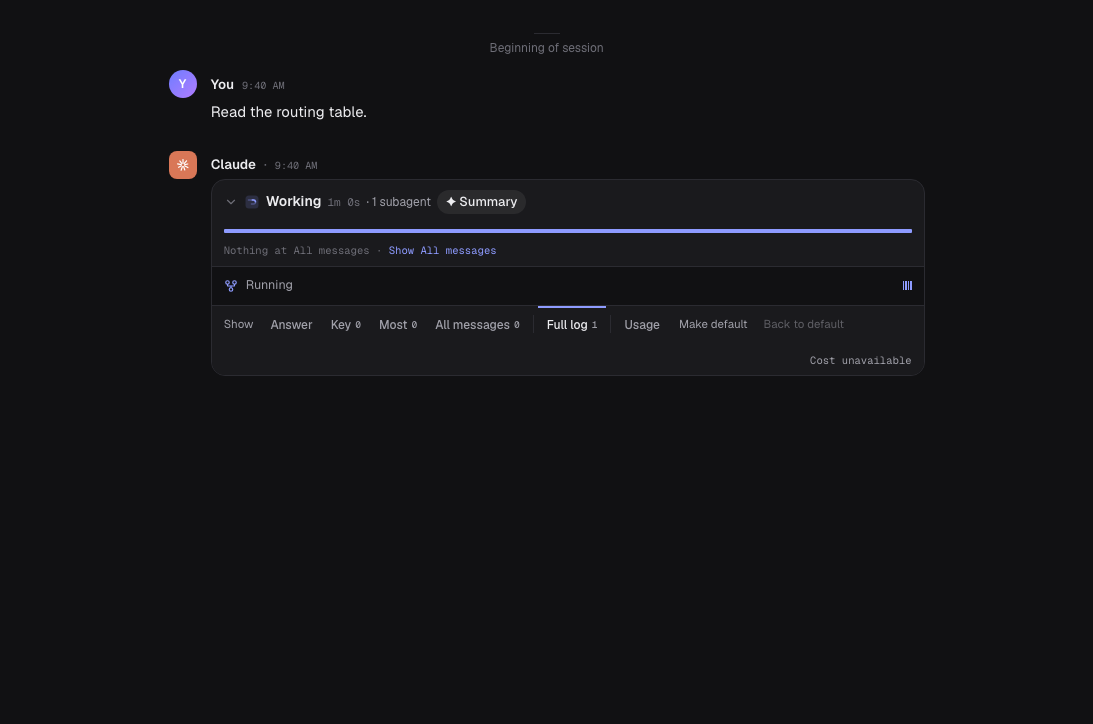 Beginning of session
Y You 9:40 AM
Read the routing table.
Claude · 9:40 AM
Working 1m 0s · 1 subagent Summary
Nothing at All messages · Show All messages
Running
Show Answer Key 0 Most 0 All messages 0 Full log 1 Usage Make default Back to default
Cost unavailable